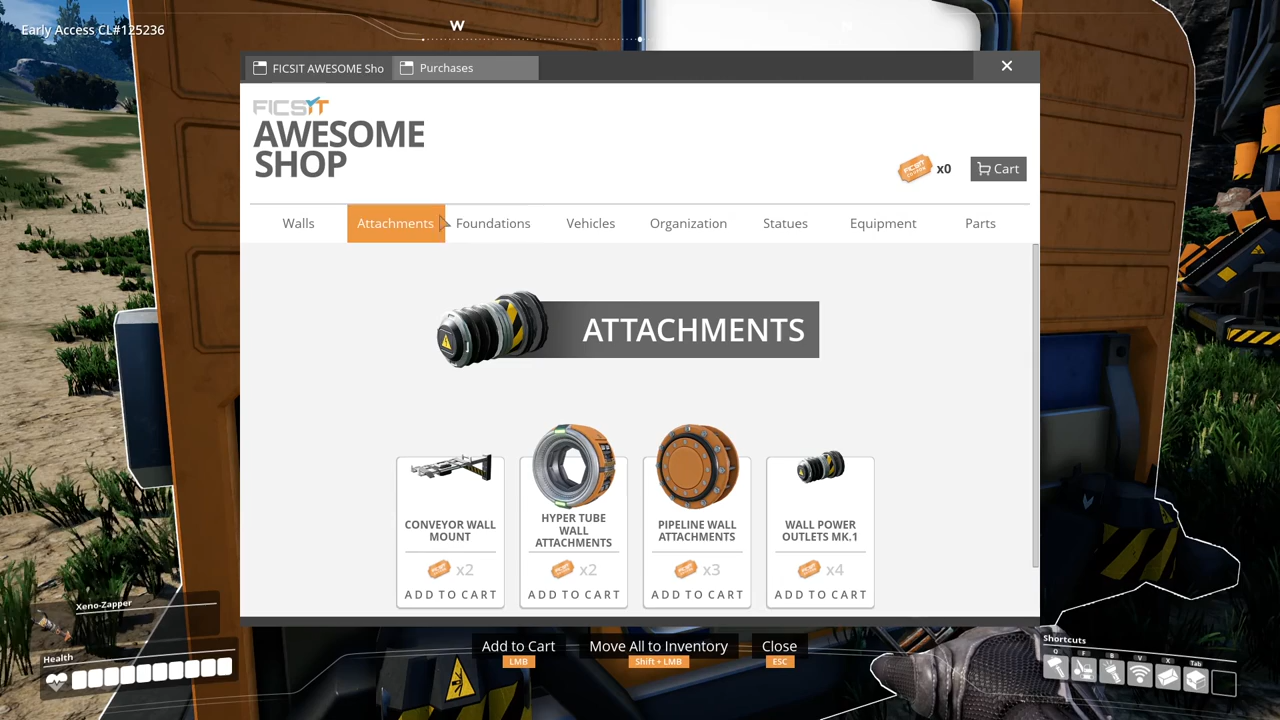 Early Access CL#125236
W
FICSIT AWESOME Sho
Purchases
FICSIT
AWESOME
SHOP
x0
Cart
Walls
Attachments
Foundations
Vehicles
Organization
Statues
Equipment
Parts
ATTACHMENTS
CONVEYOR WALL
MOUNT
x2
ADD TO CART
HYPER TUBE
WALL
ATTACHMENTS
x2
ADD TO CART
PIPELINE WALL
ATTACHMENTS
x3
ADD TO CART
WALL POWER
OUTLETS MK.1
x4
ADD TO CART
Xeno-Zapper
Health
Add to Cart
LMB
Move All to Inventory
Shift + LMB
Close
ESC
Shortcuts
Q F R V X Tab